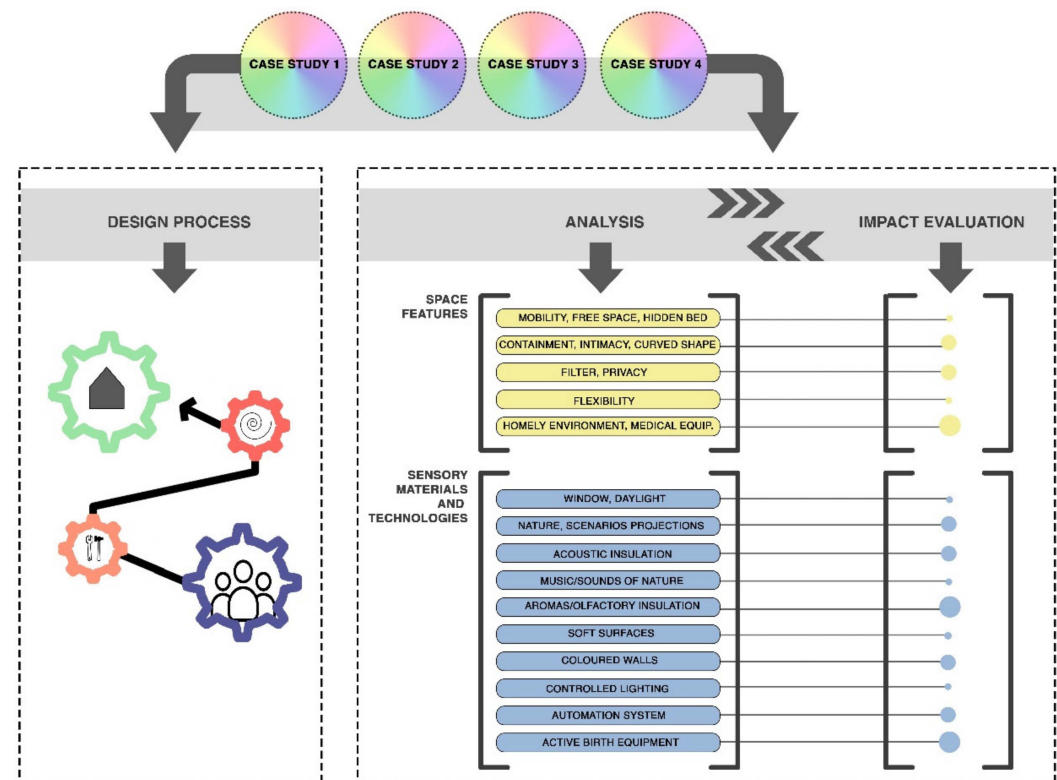 CASE STUDY 1
CASE STUDY 2
CASE STUDY 3
CASE STUDY 4
DESIGN PROCESS
ANALYSIS
IMPACT EVALUATION
SPACE
FEATURES
MOBILITY, FREE SPACE, HIDDEN BED
CONTAINMENT, INTIMACY, CURVED SHAPE
FILTER, PRIVACY
FLEXIBILITY
HOMELY ENVIRONMENT, MEDICAL EQUIP.
SENSORY
MATERIALS
AND
TECHNOLOGIES
WINDOW, DAYLIGHT
NATURE, SCENARIOS PROJECTIONS
ACOUSTIC INSULATION
MUSIC/SOUNDS OF NATURE
AROMAS/OLFACTORY INSULATION
SOFT SURFACES
COLOURED WALLS
CONTROLLED LIGHTING
AUTOMATION SYSTEM
ACTIVE BIRTH EQUIPMENT